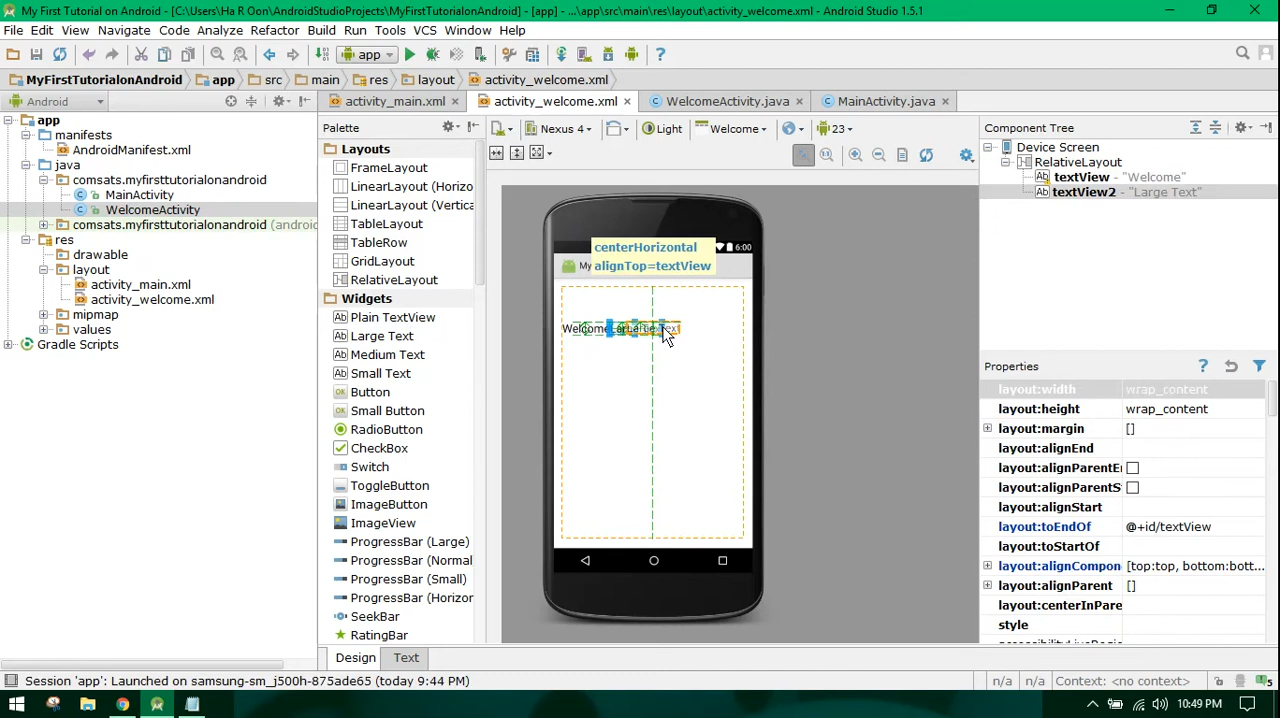 My First Tutorial on Android - [C:\Users\Ha R Oon\AndroidStudioProjects\MyFirstTutorialonAndroid] - [app] - ...\app\src\main\res\layout\activity_welcome.xml - Android Studio 1.5.1
File Edit View Navigate Code Analyze Refactor Build Run Tools VCS Window Help
app
MyFirstTutorialonAndroid app src main res layout activity_welcome.xml
Android
activity_main.xml activity_welcome.xml WelcomeActivity.java MainActivity.java
app
manifests
AndroidManifest.xml
java
comsats.myfirsttutorialonandroid
MainActivity
WelcomeActivity
comsats.myfirsttutorialonandroid (android
res
drawable
layout
activity_main.xml
activity_welcome.xml
mipmap
values
Gradle Scripts
Palette
Layouts
FrameLayout
LinearLayout (Horizo
LinearLayout (Vertica
TableLayout
TableRow
GridLayout
RelativeLayout
Widgets
Plain TextView
Large Text
Medium Text
Small Text
Button
Small Button
RadioButton
CheckBox
Switch
ToggleButton
ImageButton
ImageView
ProgressBar (Large)
ProgressBar (Normal
ProgressBar (Small)
ProgressBar (Horizor
SeekBar
RatingBar
Design Text
Nexus 4 Light Welcome 23
6:00
centerHorizontal
alignTop=textView
My
Welcome
Component Tree
Device Screen
RelativeLayout
textView - "Welcome"
textView2 - "Large Text"
Properties
layout:width wrap_content
layout:height wrap_content
layout:margin []
layout:alignEnd
layout:alignParentE
layout:alignParentS
layout:alignStart
layout:toEndOf @+id/textView
layout:toStartOf
layout:alignCompon [top:top, bottom:bott...
layout:alignParent []
layout:centerInPare
style
Session 'app': Launched on samsung-sm_j500h-875ade65 (today 9:44 PM)
n/a n/a Context: <no context> 5
10:49 PM